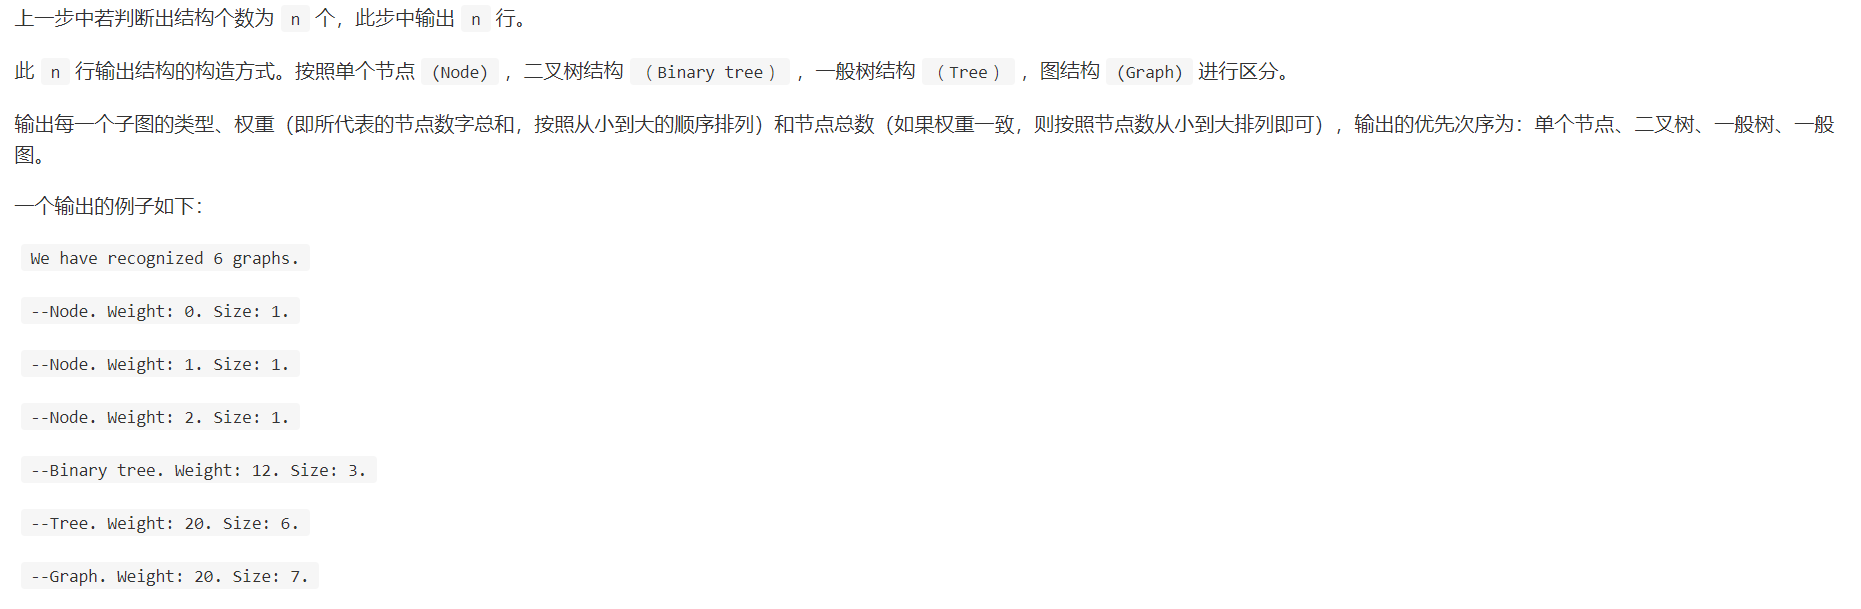 上一步中若判断出结构个数为 n 个，此步中输出 n 行。
此 n 行输出结构的构造方式。按照单个节点 (Node) ，二叉树结构 （Binary tree） ，一般树结构 （Tree） ，图结构 (Graph) 进行区分。
输出每一个子图的类型、权重（即所代表的节点数字总和，按照从小到大的顺序排列）和节点总数（如果权重一致，则按照节点数从小到大排列即可），输出的优先次序为：单个节点、二叉树、一般树、一般
图。
一个输出的例子如下：
We have recognized 6 graphs.
--Node. Weight: 0. Size: 1.
--Node. Weight: 1. Size: 1.
--Node. Weight: 2. Size: 1.
--Binary tree. Weight: 12. Size: 3.
--Tree. Weight: 20. Size: 6.
--Graph. Weight: 20. Size: 7.